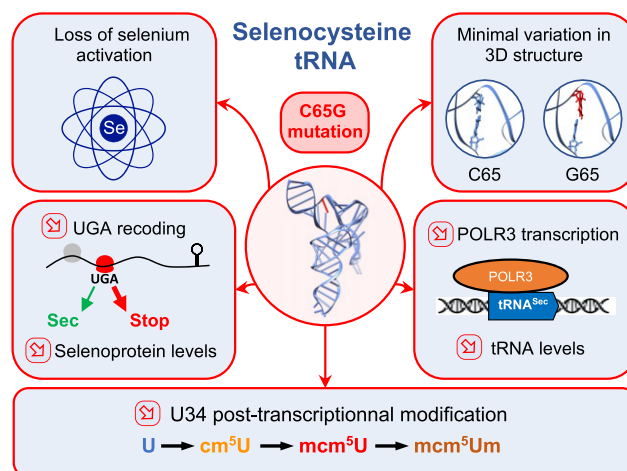 Selenocysteine
tRNA
C65G
mutation
Loss of selenium
activation
Se
Minimal variation in
3D structure
C65 G65
UGA recoding
UGA
Sec Stop
Selenoprotein levels
POLR3 transcription
POLR3
tRNASec
tRNA levels
U34 post-transcriptionnal modification
U cm⁵U mcm⁵U mcm⁵Um